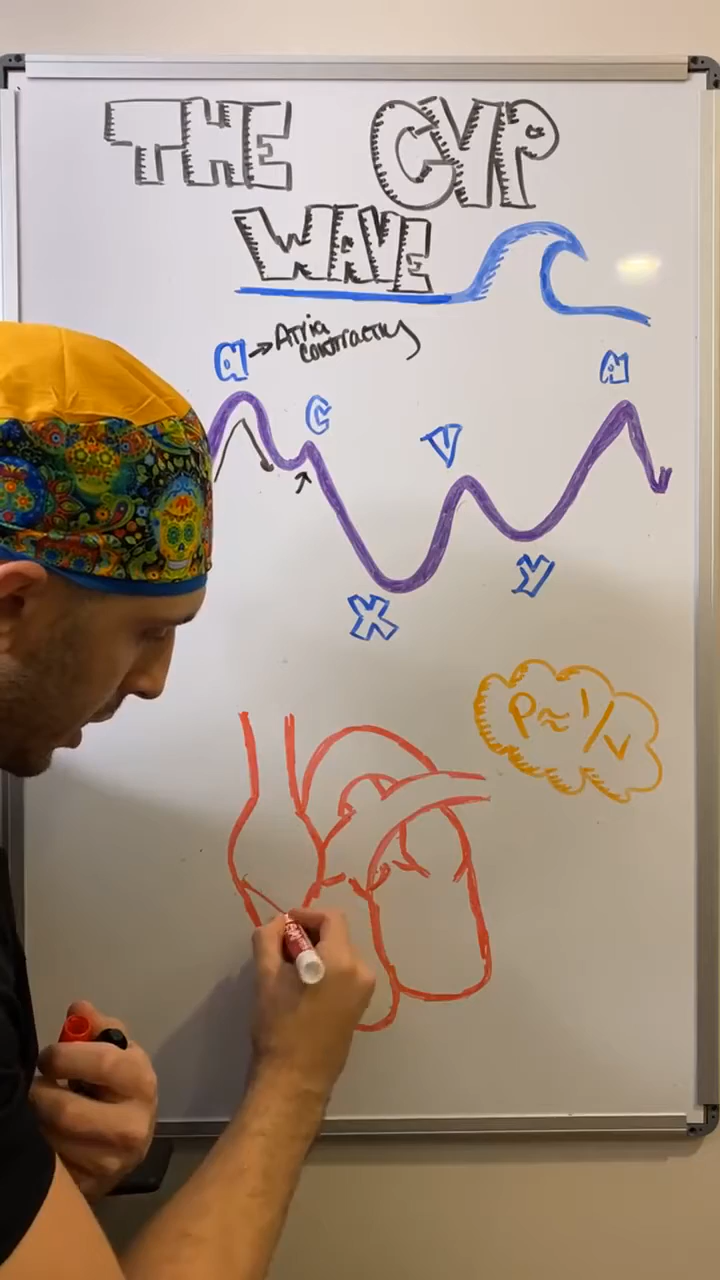 THE CVP
WAVE
a → Atria
contracting
A
C
V
X
Y
P ≈ 1/V